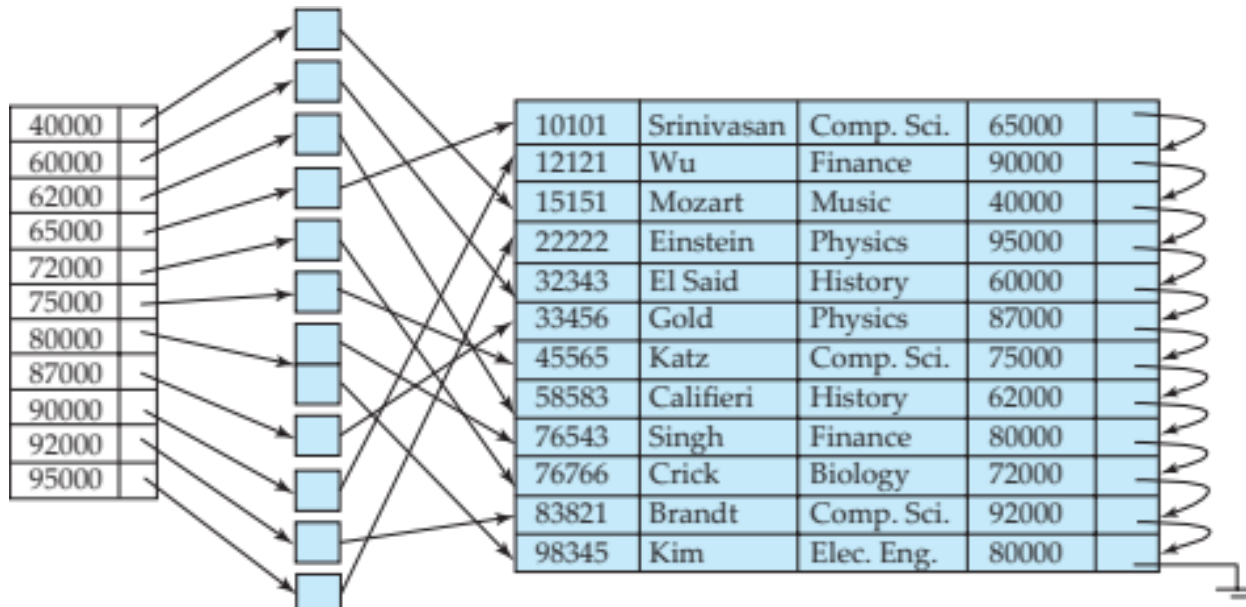 40000
60000
62000
65000
72000
75000
80000
87000
90000
92000
95000
10101 Srinivasan Comp. Sci. 65000
12121 Wu Finance 90000
15151 Mozart Music 40000
22222 Einstein Physics 95000
32343 El Said History 60000
33456 Gold Physics 87000
45565 Katz Comp. Sci. 75000
58583 Califieri History 62000
76543 Singh Finance 80000
76766 Crick Biology 72000
83821 Brandt Comp. Sci. 92000
98345 Kim Elec. Eng. 80000